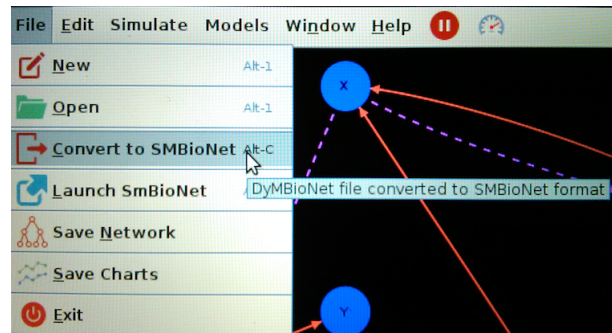 File Edit Simulate Models Window Help
New Alt-1
Open Alt-1
Convert to SMBioNet Alt-C
Launch SmBioNet
DyMBioNet file converted to SMBioNet format
Save Network
Save Charts
Exit
X
Y